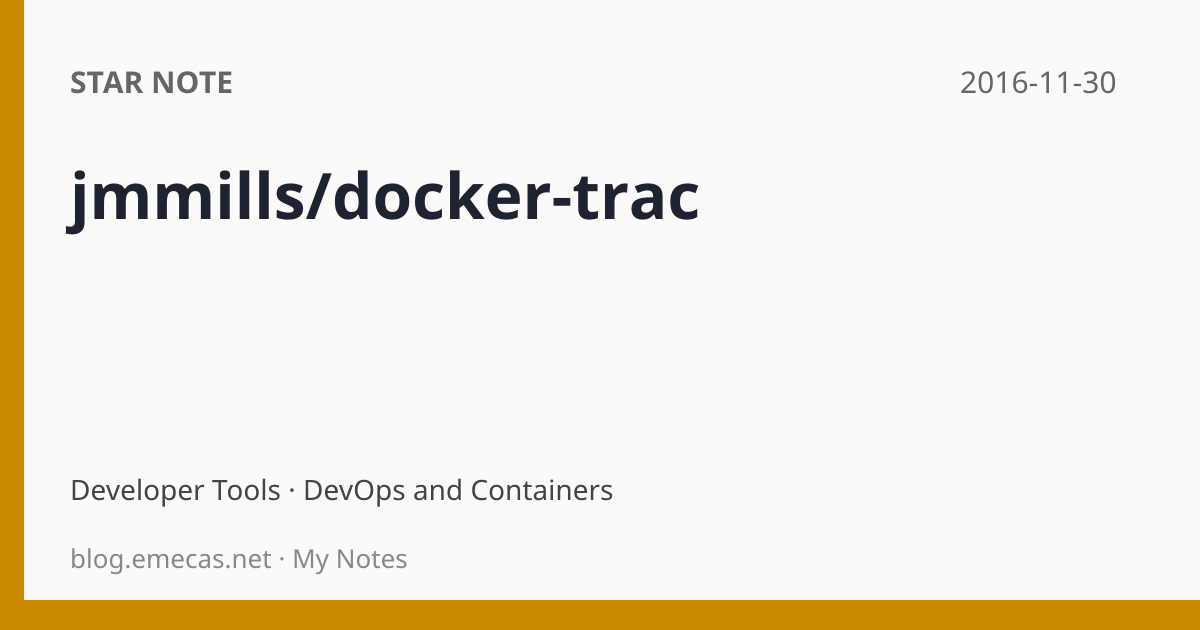 STAR NOTE
2016-11-30
jmmills/docker-trac
Developer Tools · DevOps and Containers
blog.emecas.net · My Notes